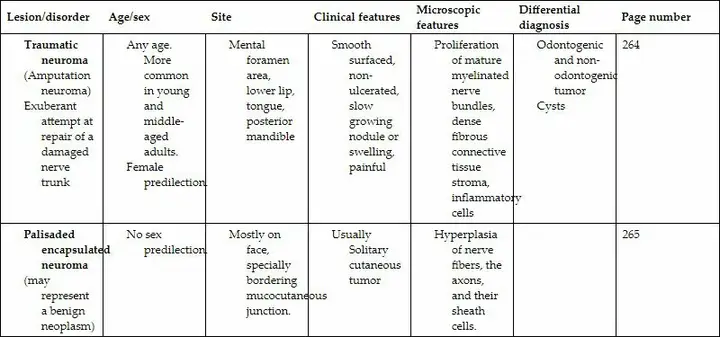 Lesion/disorder
Age/sex
Site
Clinical features
Microscopic
features
Differential
diagnosis
Page number
Traumatic
neuroma
(Amputation
neuroma)
Exuberant
attempt at
repair of a
damaged
nerve
trunk
Any age.
More
common
in young
and
middle-
aged
adults.
Female
predilection
Mental
foramen
area,
lower lip,
tongue,
posterior
mandible
Smooth
surfaced,
non-
ulcerated,
slow
growing
nodule or
swelling,
painful
Proliferation
of mature
myelinated
nerve
bundles,
dense
fibrous
connective
tissue
stroma,
inflammatory
cells
Odontogenic
and non-
odontogenic
tumor
Cysts
264
Palisaded
encapsulated
neuroma
(may
represent
a benign
neoplasm)
No sex
predilection.
Mostly on
face,
specially
bordering
mucocutaneous
junction.
Usually
Solitary
cutaneous
tumor
Hyperplasia
of nerve
fibers, the
axons,
and their
sheath
cells.
265